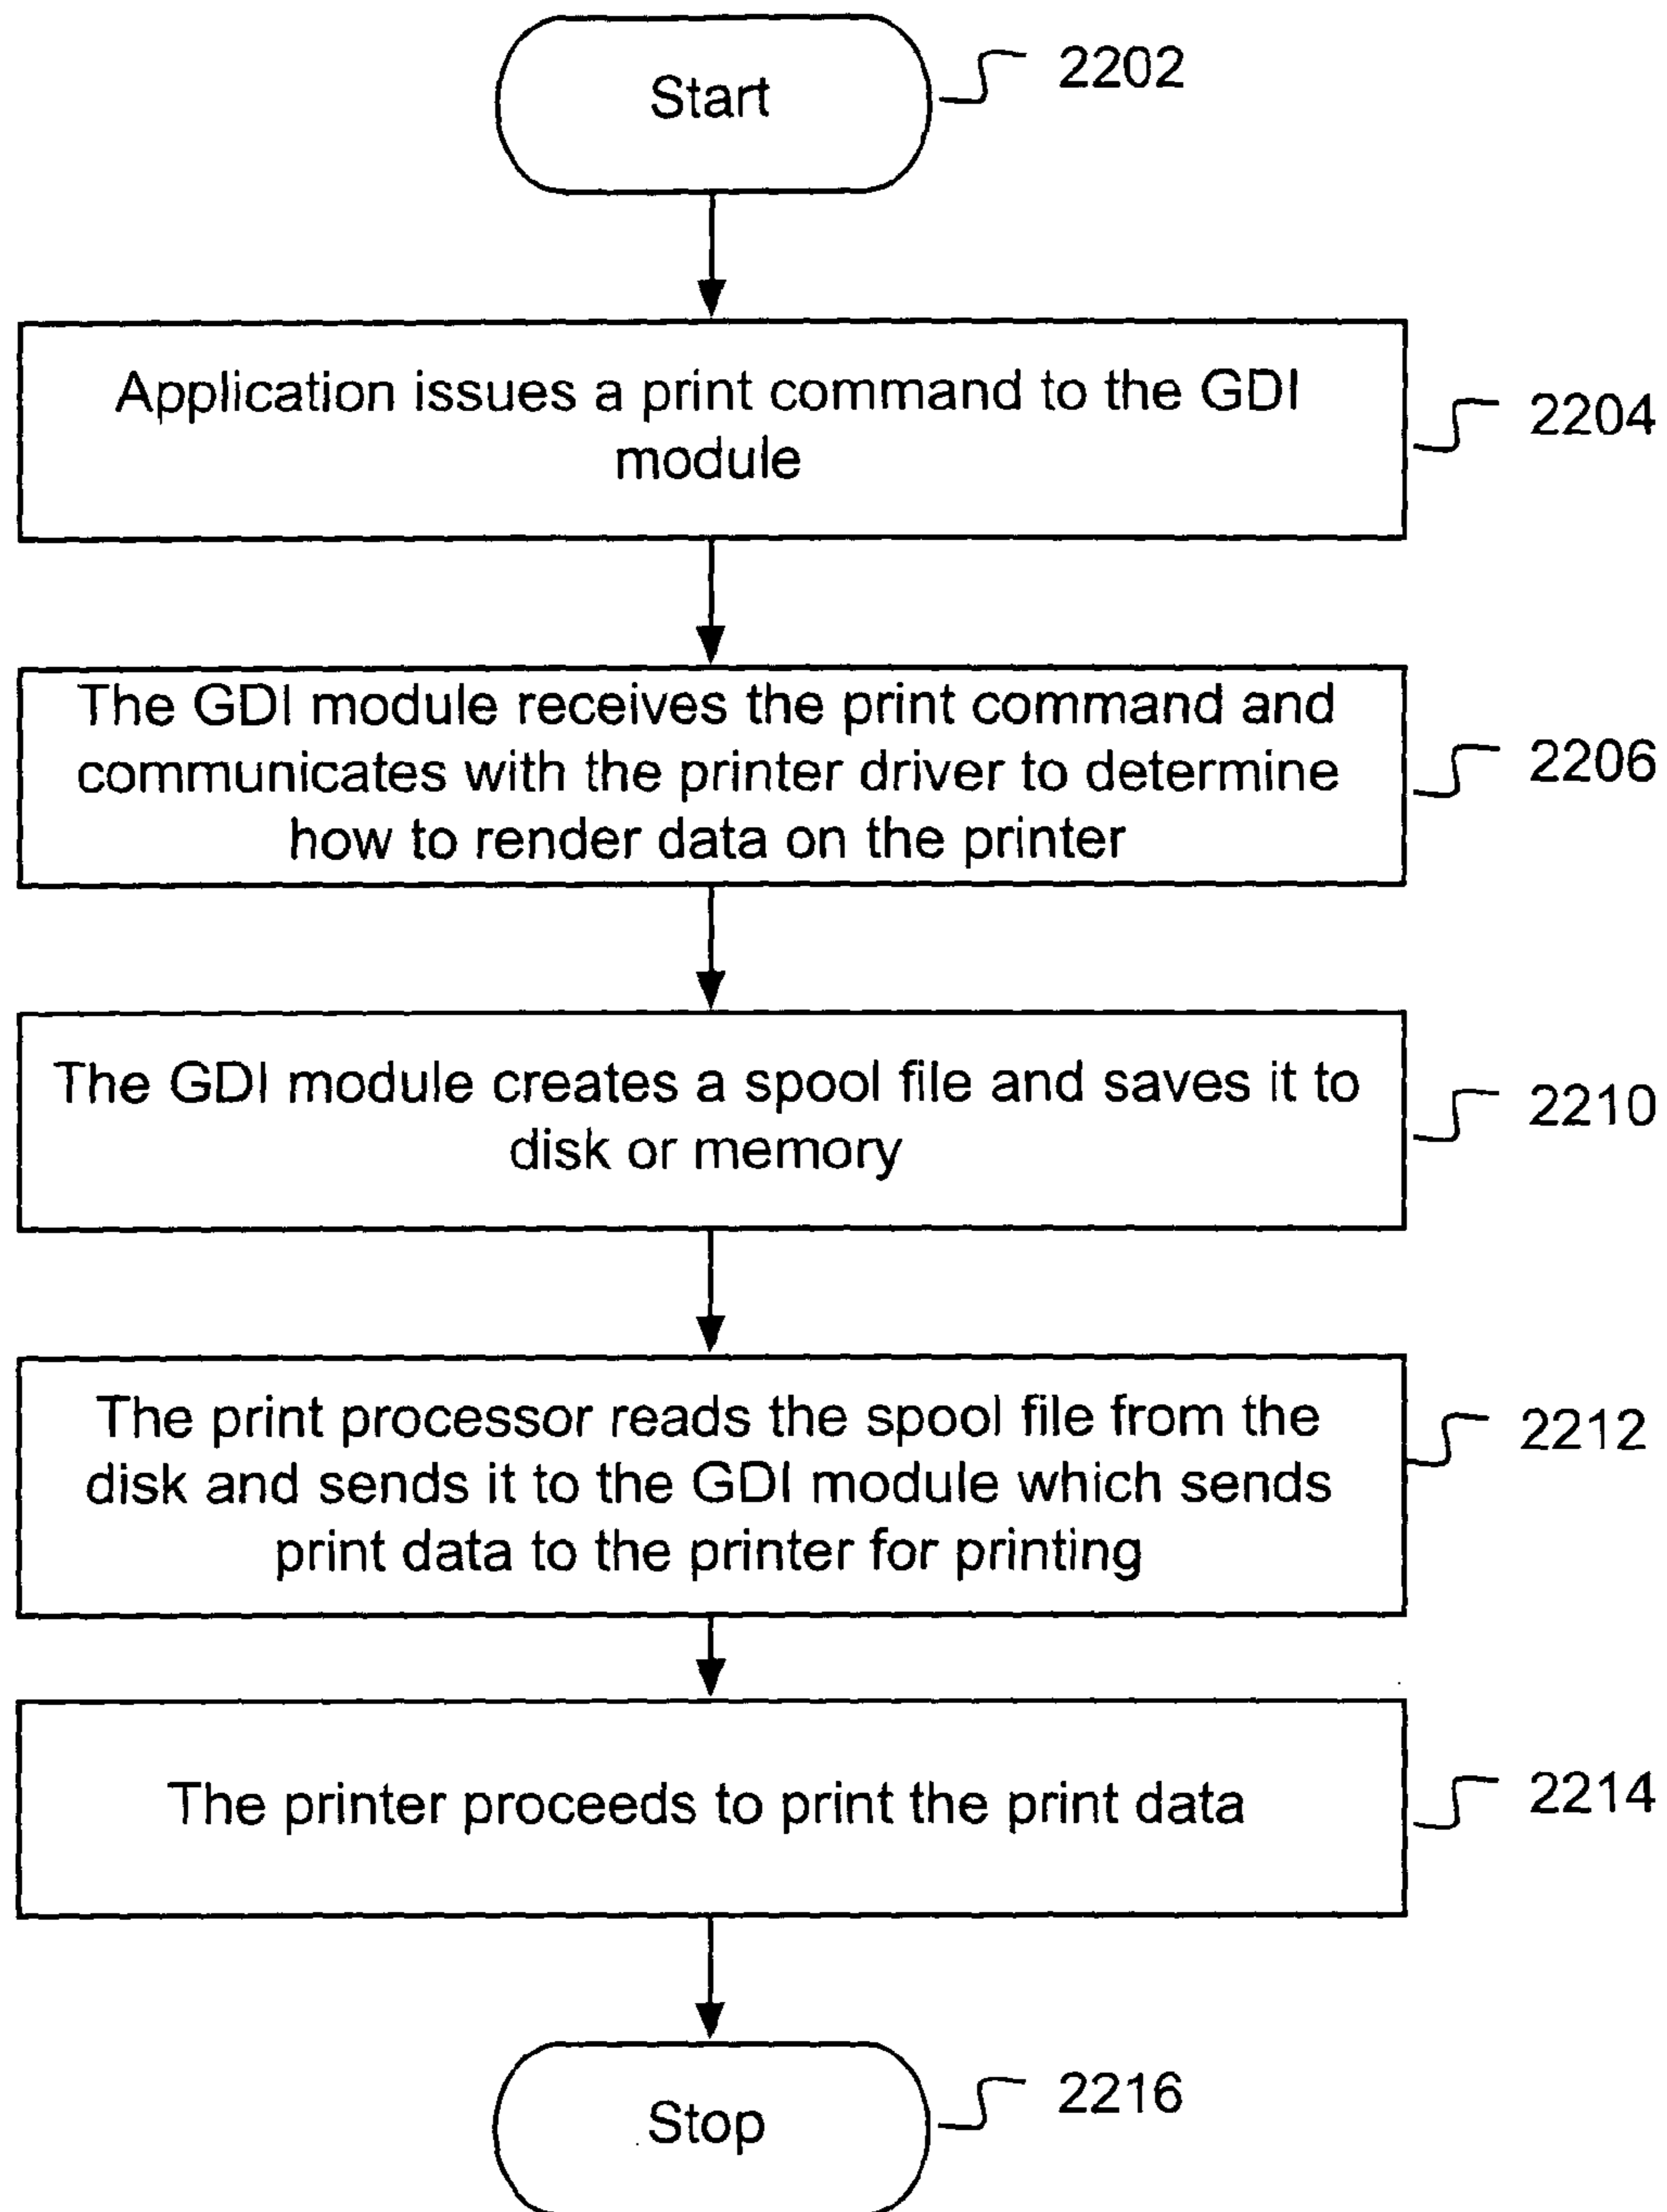 Start
2202
Application issues a print command to the GDI
module
2204
The GDI module receives the print command and
communicates with the printer driver to determine
how to render data on the printer
2206
The GDI module creates a spool file and saves it to
disk or memory
2210
The print processor reads the spool file from the
disk and sends it to the GDI module which sends
print data to the printer for printing
2212
The printer proceeds to print the print data
2214
Stop
2216